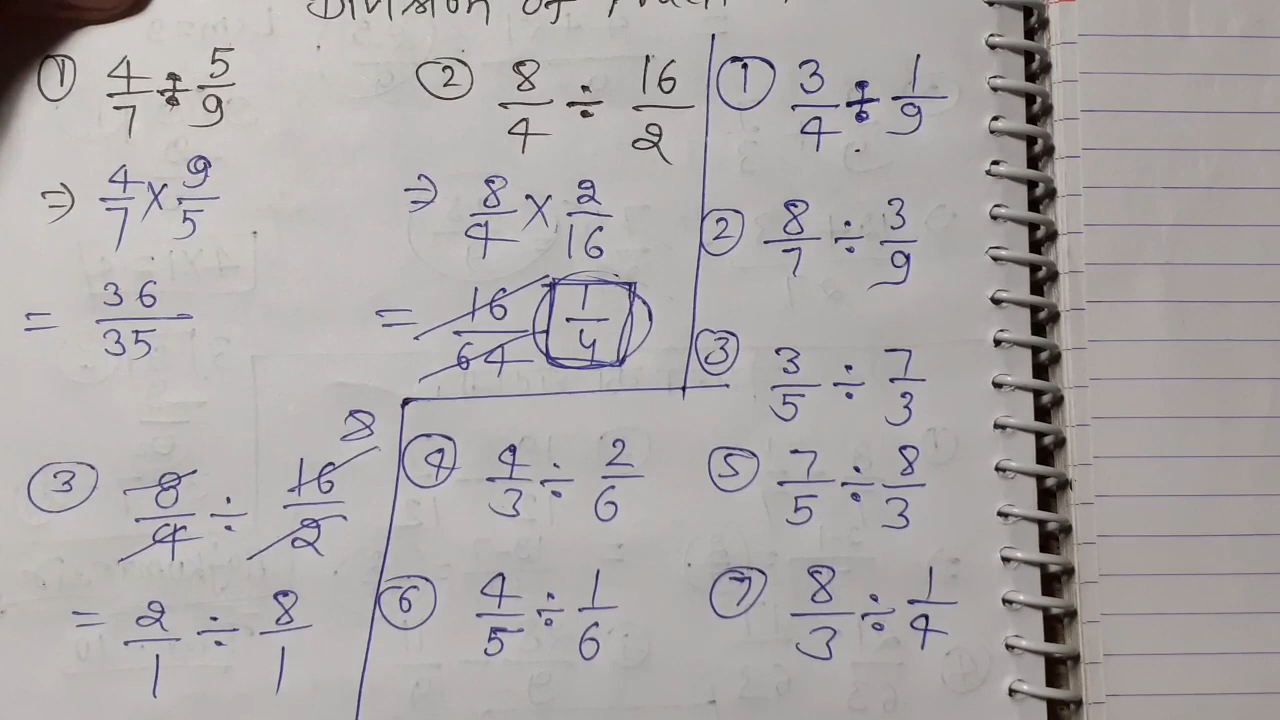 Division of
① 4/7 ÷ 5/9
⇒ 4/7 × 9/5
= 36/35
② 8/4 ÷ 16/2
⇒ 8/4 × 2/16
= 16/64 1/4
③ 8/4 ÷ 16/2 8
= 2/1 ÷ 8/1
① 3/4 ÷ 1/9
② 8/7 ÷ 3/9
③ 3/5 ÷ 7/3
④ 4/3 ÷ 2/6
⑤ 7/5 ÷ 8/3
⑥ 4/5 ÷ 1/6
⑦ 8/3 ÷ 1/4